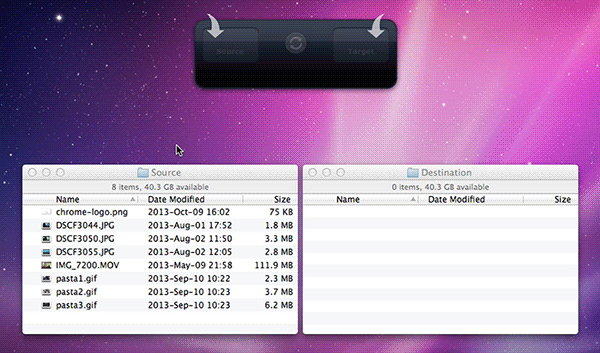 Source Target
Source
8 items, 40.3 GB available
Name Date Modified Size
chrome-logo.png 2013-Oct-09 16:02 75 KB
DSCF3044.JPG 2013-Aug-01 17:52 1.8 MB
DSCF3050.JPG 2013-Aug-02 11:50 3.3 MB
DSCF3055.JPG 2013-Aug-02 12:05 2.8 MB
IMG_7200.MOV 2013-May-09 21:58 111.9 MB
pasta1.gif 2013-Sep-10 10:22 2.3 MB
pasta2.gif 2013-Sep-10 10:23 3.7 MB
pasta3.gif 2013-Sep-10 10:23 6.2 MB
Destination
0 items, 40.3 GB available
Name Date Modified Size